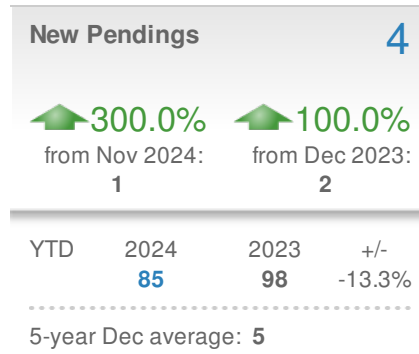 New Pendings 4
300.0% 100.0%
from Nov 2024: from Dec 2023:
1 2
YTD 2024 2023 +/-
85 98 -13.3%
5-year Dec average: 5